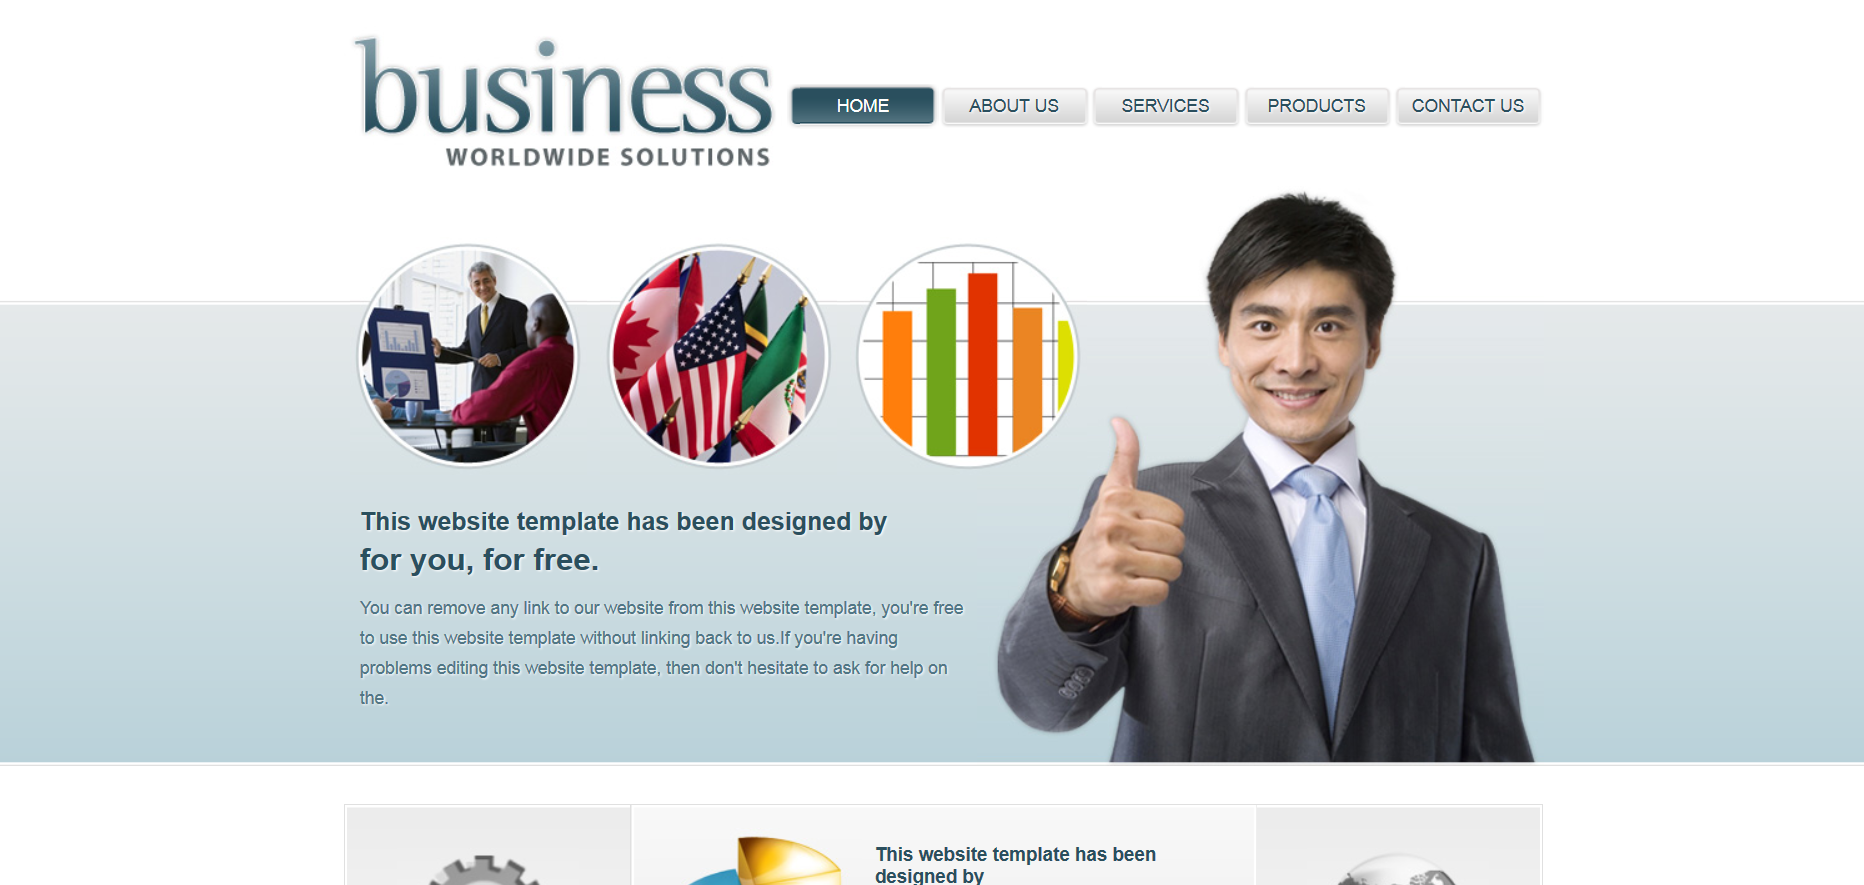 business
WORLDWIDE SOLUTIONS
HOME
ABOUT US
SERVICES
PRODUCTS
CONTACT US
This website template has been designed by
for you, for free.
You can remove any link to our website from this website template, you're free
to use this website template without linking back to us.If you're having
problems editing this website template, then don't hesitate to ask for help on
the.
This website template has been
designed by